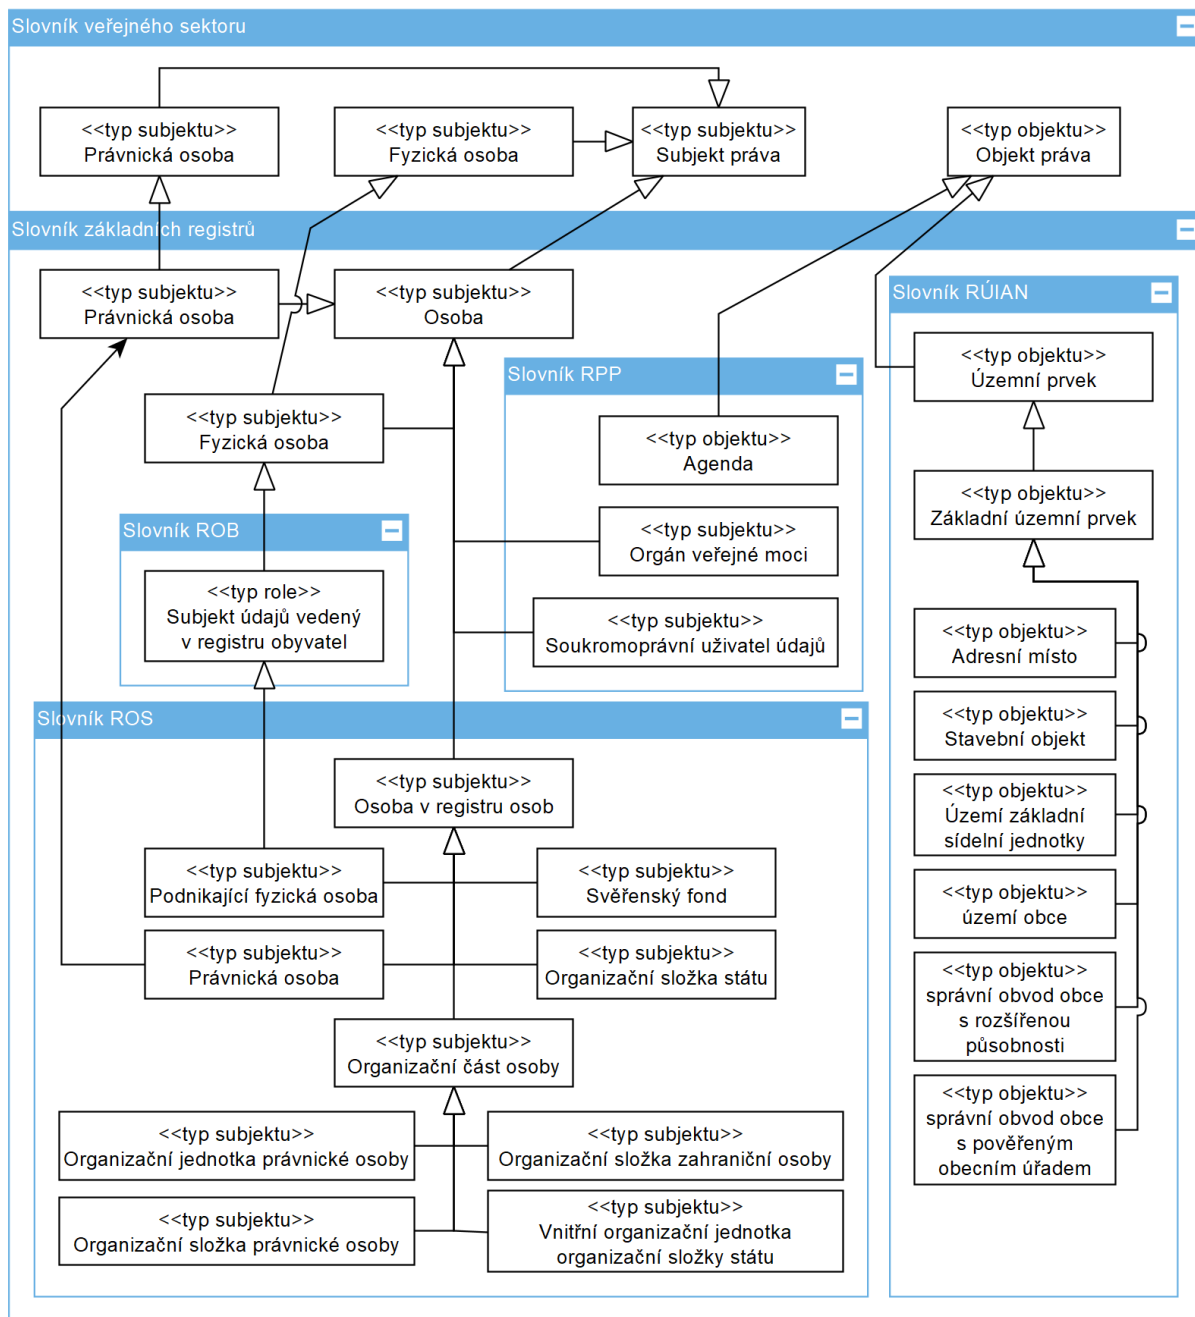 Slovník veřejného sektoru
<<typ subjektu>>
Právnická osoba
<<typ subjektu>>
Fyzická osoba
<<typ subjektu>>
Subjekt práva
<<typ objektu>>
Objekt práva
Slovník základních registrů
<<typ subjektu>>
Právnická osoba
<<typ subjektu>>
Osoba
<<typ subjektu>>
Fyzická osoba
Slovník ROB
<<typ role>>
Subjekt údajů vedený
v registru obyvatel
Slovník RPP
<<typ objektu>>
Agenda
<<typ subjektu>>
Orgán veřejné moci
<<typ subjektu>>
Soukromoprávní uživatel údajů
Slovník ROS
<<typ subjektu>>
Osoba v registru osob
<<typ subjektu>>
Podnikající fyzická osoba
<<typ subjektu>>
Svěřenský fond
<<typ subjektu>>
Právnická osoba
<<typ subjektu>>
Organizační složka státu
<<typ subjektu>>
Organizační část osoby
<<typ subjektu>>
Organizační jednotka právnické osoby
<<typ subjektu>>
Organizační složka zahraniční osoby
<<typ subjektu>>
Organizační složka právnické osoby
<<typ subjektu>>
Vnitřní organizační jednotka
organizační složky státu
Slovník RÚIAN
<<typ objektu>>
Územní prvek
<<typ objektu>>
Základní územní prvek
<<typ objektu>>
Adresní místo
<<typ objektu>>
Stavební objekt
<<typ objektu>>
Území základní
sídelní jednotky
<<typ objektu>>
území obce
<<typ objektu>>
správní obvod obce
s rozšířenou
působnosti
<<typ objektu>>
správní obvod obce
s pověřeným
obecním úřadem